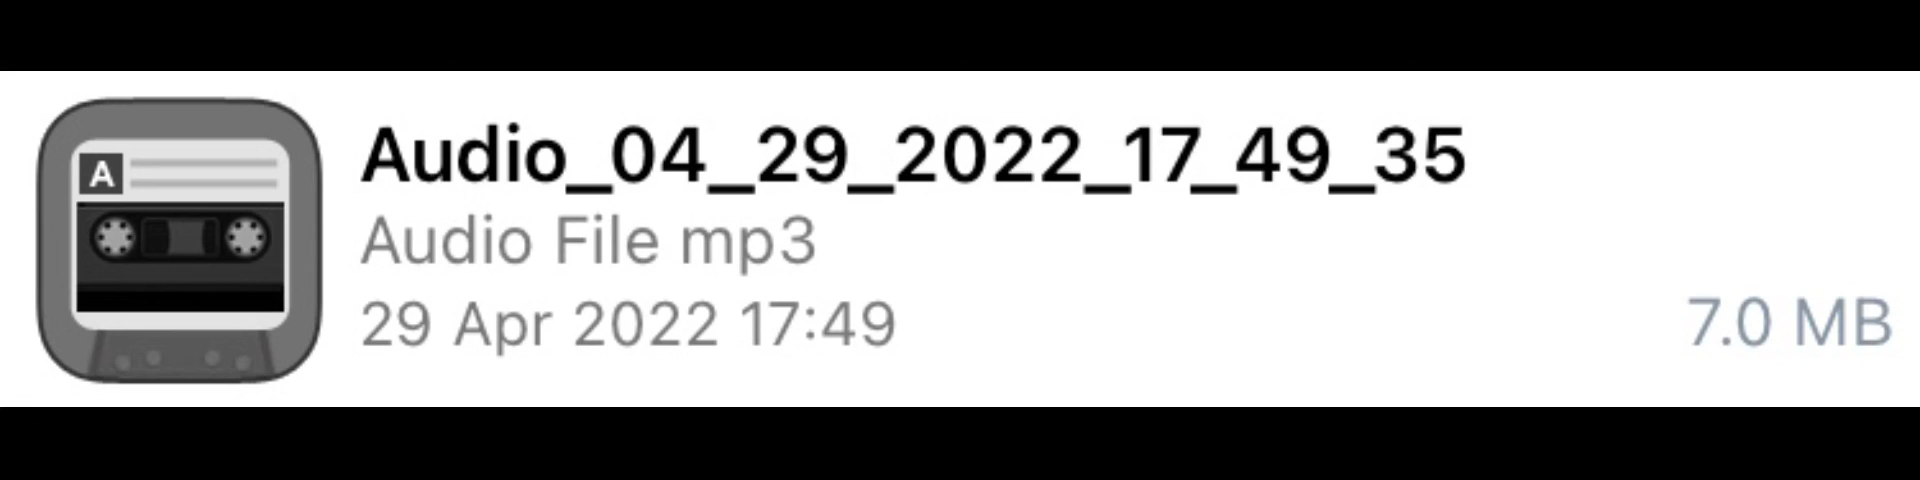 A
Audio_04_29_2022_17_49_35
Audio File mp3
29 Apr 2022 17:49
7.0 MB